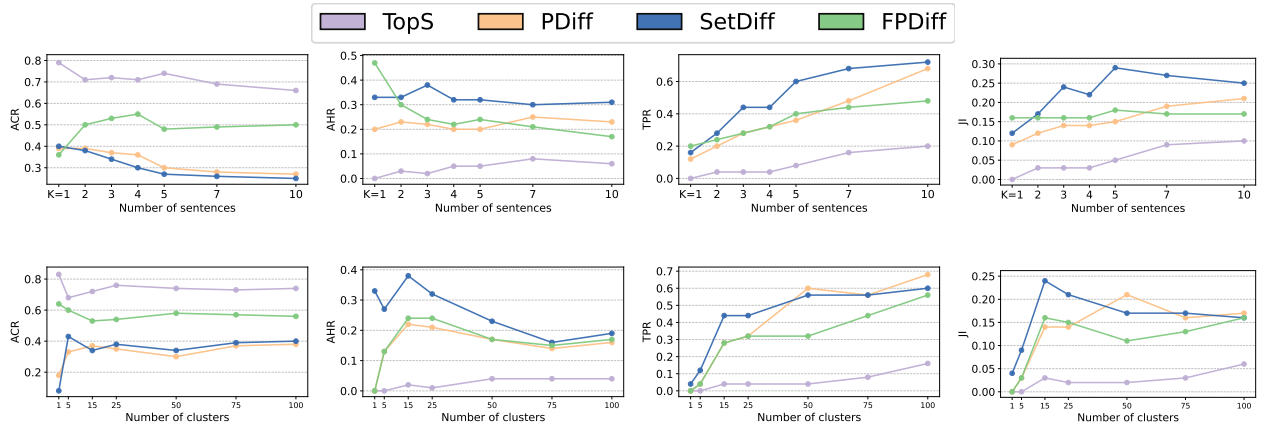 TopS PDiff SetDiff FPDiff
ACR
0.8
0.7
0.6
0.5
0.4
0.3
K=1 2 3 4 5 7 10
Number of sentences
AHR
0.5
0.4
0.3
0.2
0.1
0.0
K=1 2 3 4 5 7 10
Number of sentences
TPR
0.6
0.4
0.2
0.0
K=1 2 3 4 5 7 10
Number of sentences
JI
0.30
0.25
0.20
0.15
0.10
0.05
0.00
K=1 2 3 4 5 7 10
Number of sentences
ACR
0.8
0.6
0.4
0.2
1 5 15 25 50 75 100
Number of clusters
AHR
0.4
0.3
0.2
0.1
0.0
1 5 15 25 50 75 100
Number of clusters
TPR
0.7
0.6
0.5
0.4
0.3
0.2
0.1
0.0
1 5 15 25 50 75 100
Number of clusters
JI
0.25
0.20
0.15
0.10
0.05
0.00
1 5 15 25 50 75 100
Number of clusters